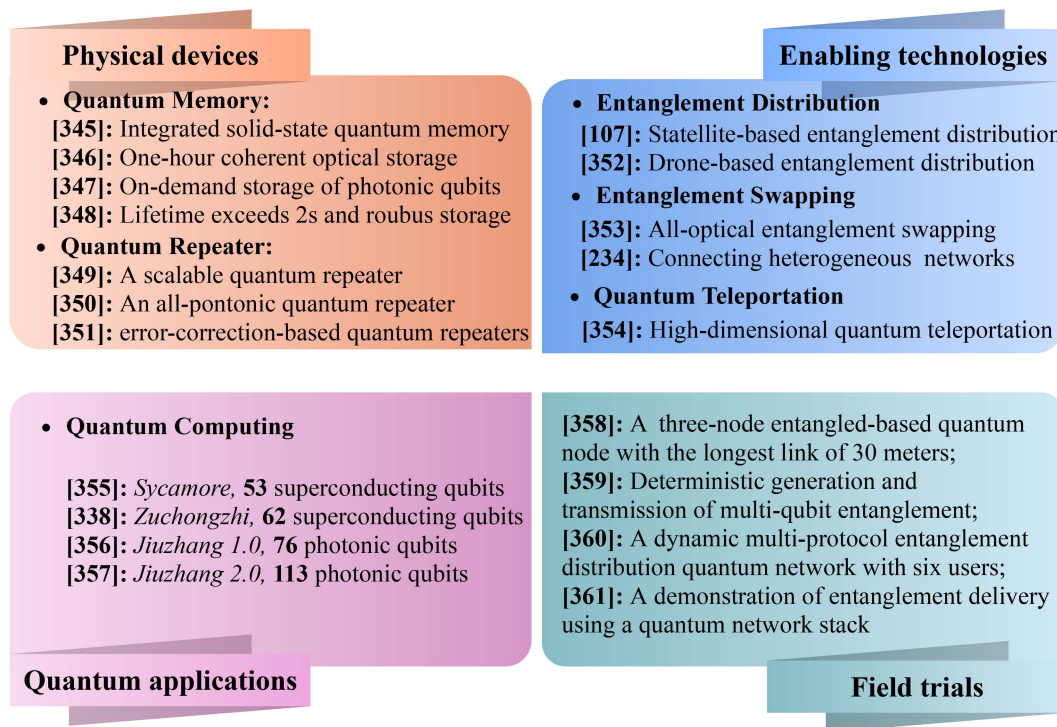 Physical devices
• Quantum Memory:
[345]: Integrated solid-state quantum memory
[346]: One-hour coherent optical storage
[347]: On-demand storage of photonic qubits
[348]: Lifetime exceeds 2s and roubus storage
• Quantum Repeater:
[349]: A scalable quantum repeater
[350]: An all-pontonic quantum repeater
[351]: error-correction-based quantum repeaters
Enabling technologies
• Entanglement Distribution
[107]: Statellite-based entanglement distribution
[352]: Drone-based entanglement distribution
• Entanglement Swapping
[353]: All-optical entanglement swapping
[234]: Connecting heterogeneous networks
• Quantum Teleportation
[354]: High-dimensional quantum teleportation
• Quantum Computing
[355]: Sycamore, 53 superconducting qubits
[338]: Zuchongzhi, 62 superconducting qubits
[356]: Jiuzhang 1.0, 76 photonic qubits
[357]: Jiuzhang 2.0, 113 photonic qubits
Quantum applications
[358]: A three-node entangled-based quantum
node with the longest link of 30 meters;
[359]: Deterministic generation and
transmission of multi-qubit entanglement;
[360]: A dynamic multi-protocol entanglement
distribution quantum network with six users;
[361]: A demonstration of entanglement delivery
using a quantum network stack
Field trials